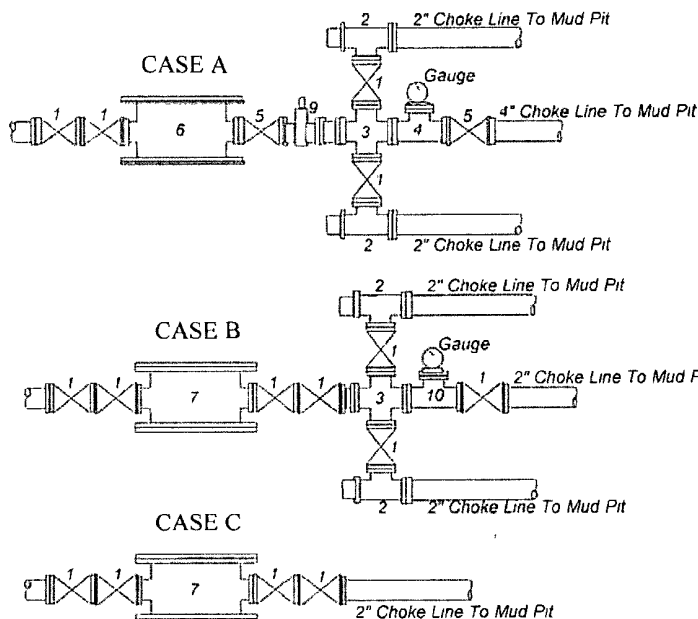 2 2" Choke Line To Mud Pit
CASE A
Gauge
1
1 1 5 9 4" Choke Line To Mud Pit
6 3 4 5
1
2 2" Choke Line To Mud Pit
2 2" Choke Line To Mud Pit
CASE B
Gauge
1
1 1 1 1 1 2" Choke Line To Mud P
7 3 10
1
2 2" Choke Line To Mud Pit
CASE C
1 1 7 1 1
2" Choke Line To Mud Pit